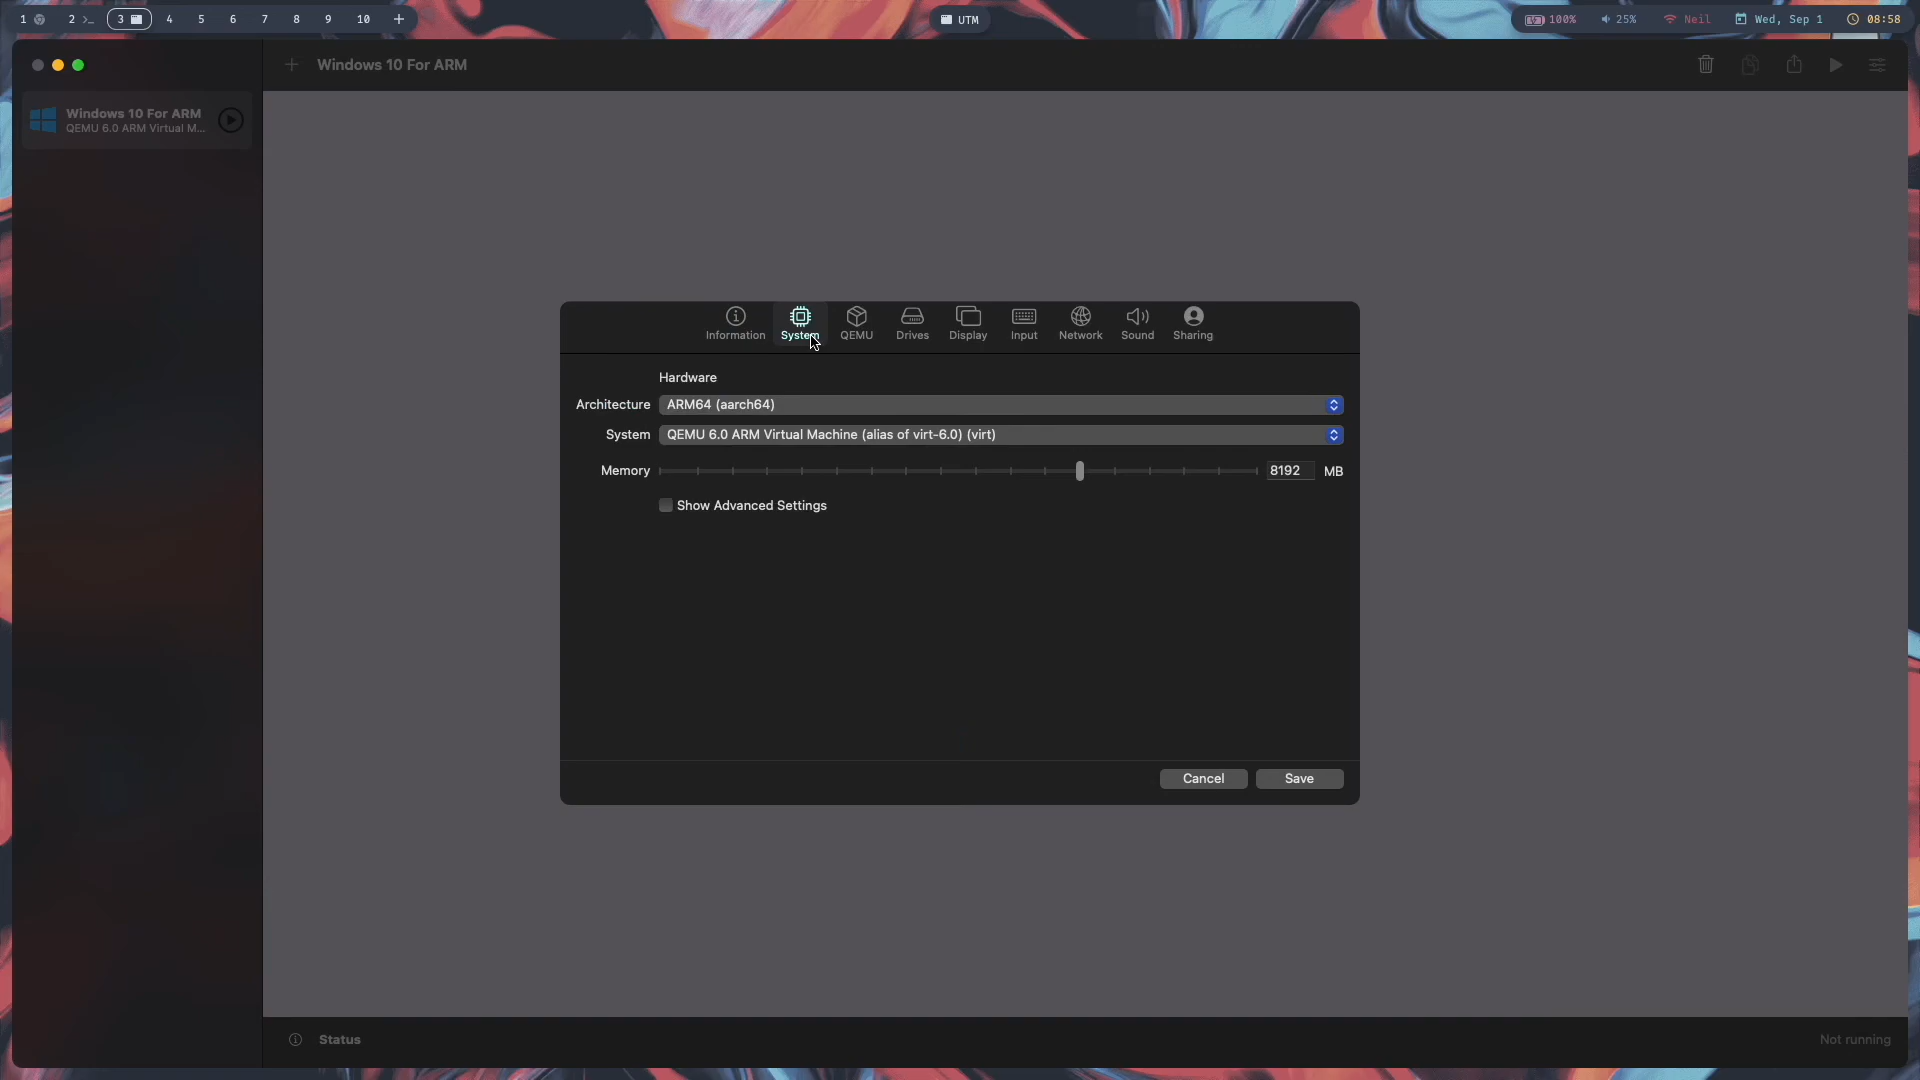 1 2 3 4 5 6 7 8 9 10 +
UTM
100% 25% Neil Wed, Sep 1 08:58
Windows 10 For ARM
Windows 10 For ARM
QEMU 6.0 ARM Virtual M...
Information System QEMU Drives Display Input Network Sound Sharing
Hardware
Architecture ARM64 (aarch64)
System QEMU 6.0 ARM Virtual Machine (alias of virt-6.0) (virt)
Memory 8192 MB
Show Advanced Settings
Cancel Save
Status Not running